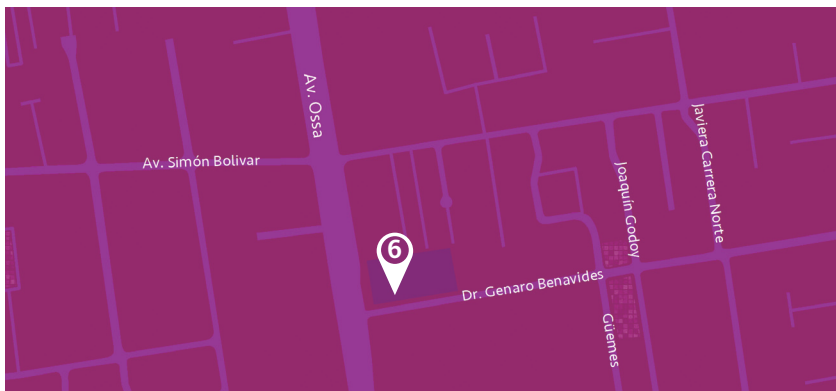 Av. Ossa
Javiera Carrera Norte
Av. Simón Bolivar
Joaquín Godoy
6
Dr. Genaro Benavides
Güemes